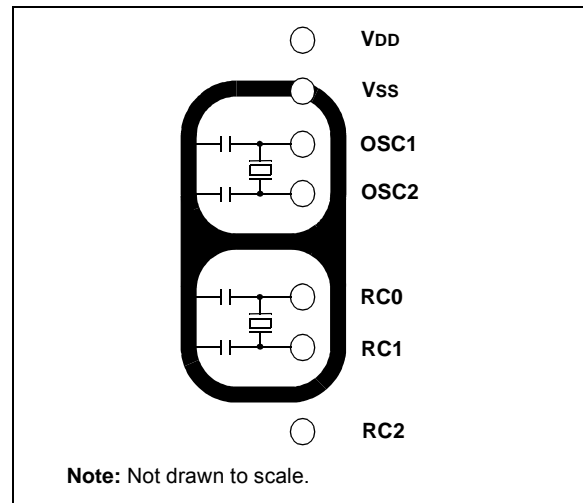 VDD
VSS
OSC1
OSC2
RC0
RC1
RC2
Note: Not drawn to scale.